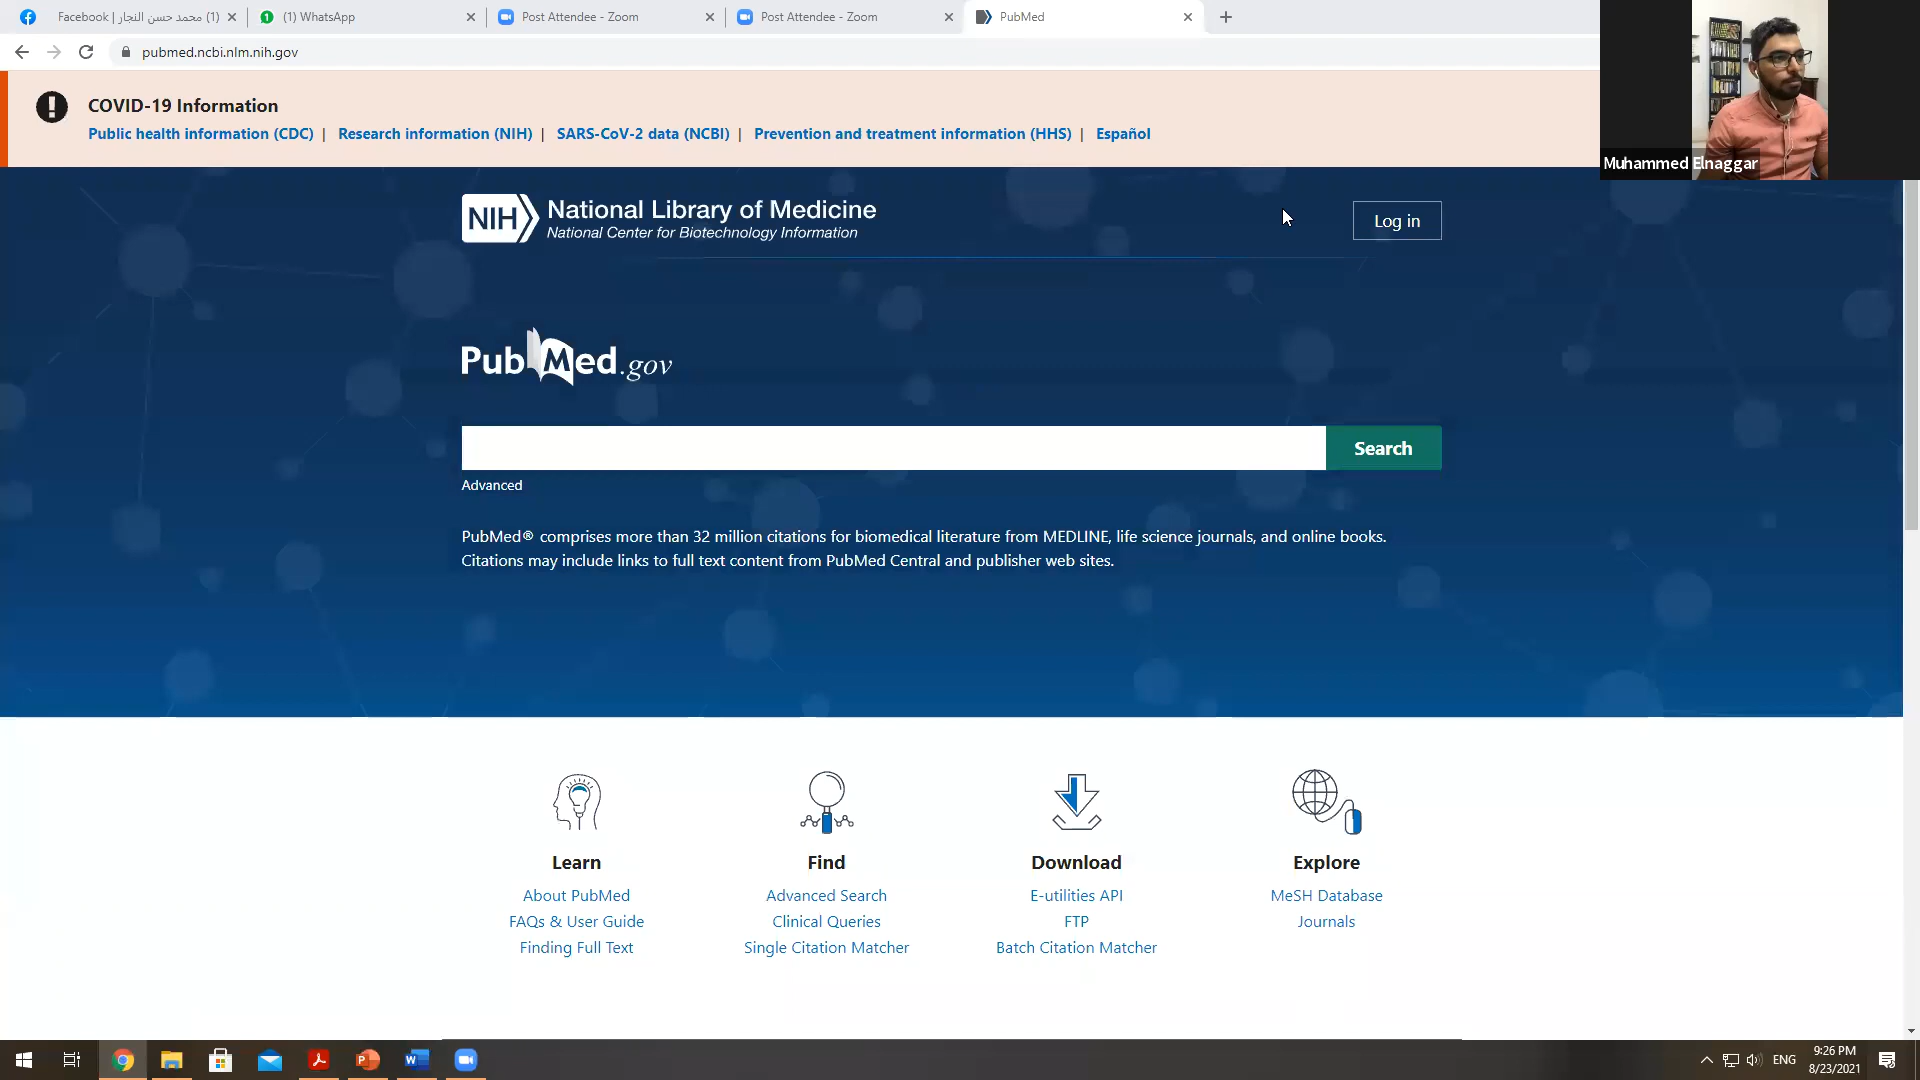 Facebook | محمد حسن النجار (1)
(1) WhatsApp
Post Attendee - Zoom
Post Attendee - Zoom
PubMed
pubmed.ncbi.nlm.nih.gov
COVID-19 Information
Public health information (CDC) | Research information (NIH) | SARS-CoV-2 data (NCBI) | Prevention and treatment information (HHS) | Español
Muhammed Elnaggar
NIH National Library of Medicine
National Center for Biotechnology Information
Log in
PubMed.gov
Search
Advanced
PubMed® comprises more than 32 million citations for biomedical literature from MEDLINE, life science journals, and online books.
Citations may include links to full text content from PubMed Central and publisher web sites.
Learn
About PubMed
FAQs & User Guide
Finding Full Text
Find
Advanced Search
Clinical Queries
Single Citation Matcher
Download
E-utilities API
FTP
Batch Citation Matcher
Explore
MeSH Database
Journals
ENG
9:26 PM
8/23/2021